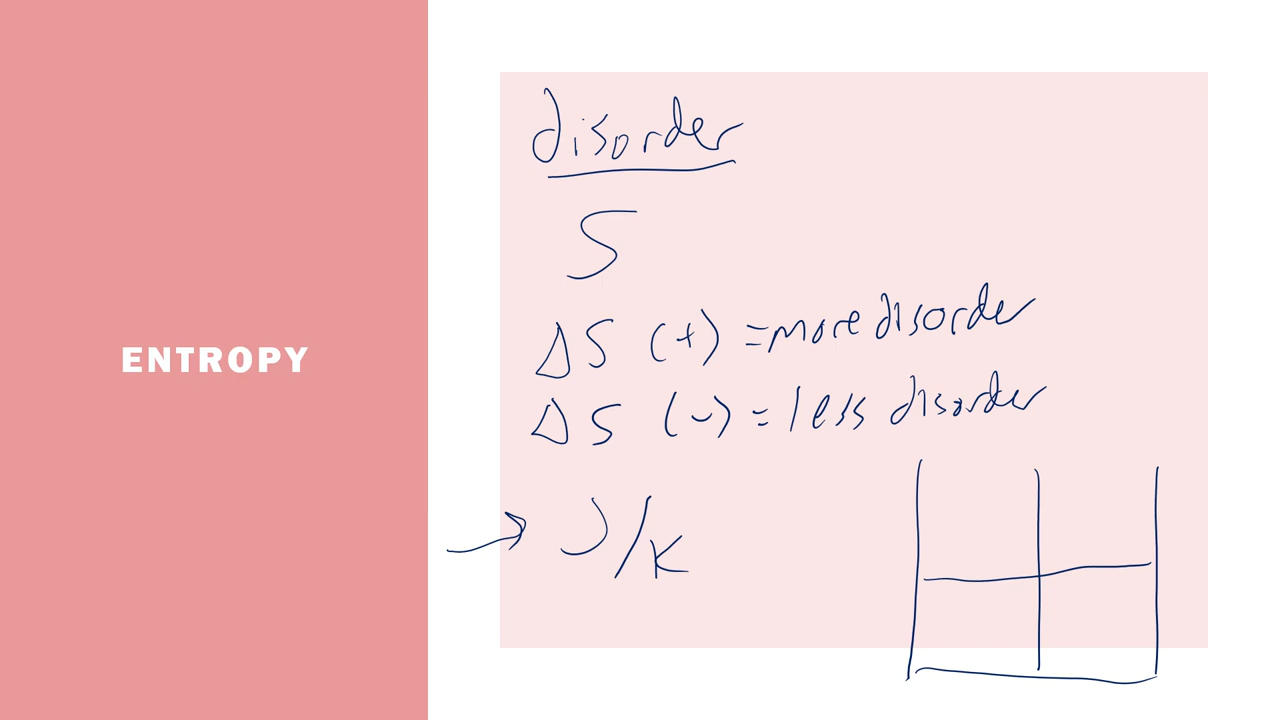 ENTROPY
disorder
S
ΔS (+) = more disorder
ΔS (-) = less disorder
→ J/K